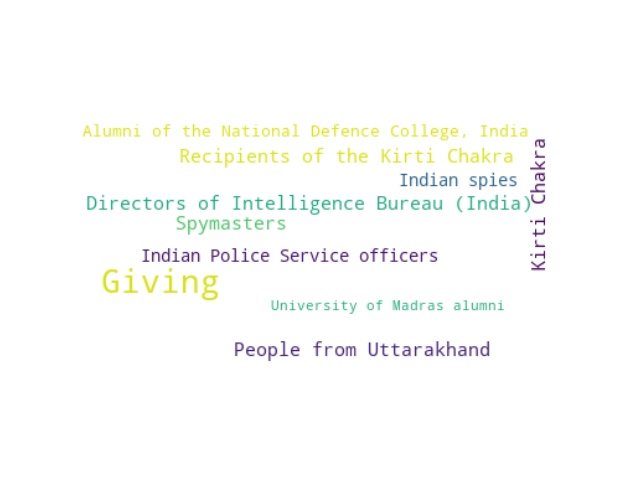 Alumni of the National Defence College, India
Recipients of the Kirti Chakra
Indian spies
Directors of Intelligence Bureau (India)
Spymasters
Kirti Chakra
Indian Police Service officers
Giving
University of Madras alumni
People from Uttarakhand